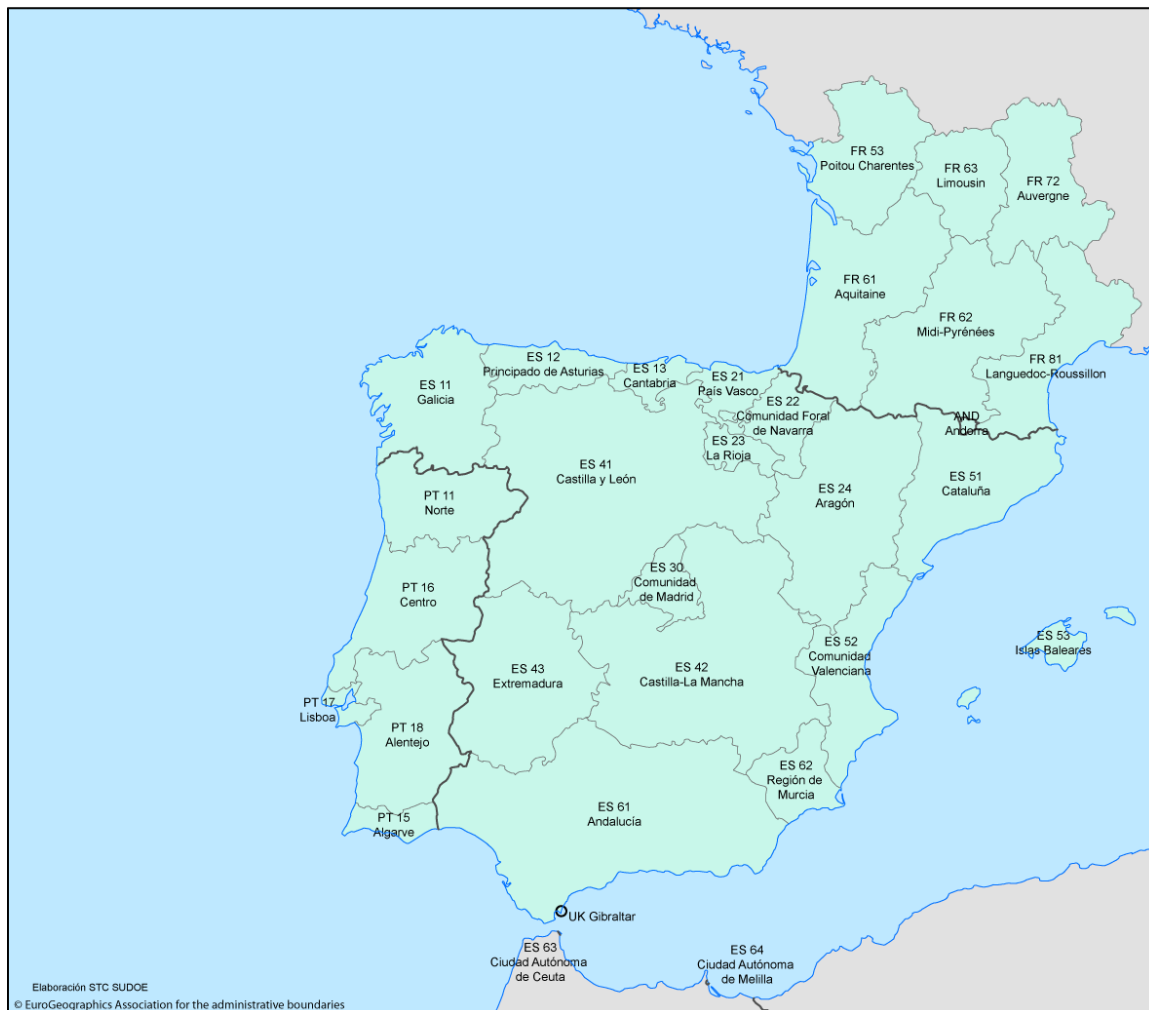 FR 53
Poitou Charentes
FR 63
Limousin
FR 72
Auvergne
FR 61
Aquitaine
FR 62
Midi-Pyrénées
FR 81
Languedoc-Roussillon
ES 11
Galicia
ES 12
Principado de Asturias
ES 13
Cantabria
ES 21
País Vasco
ES 22
Comunidad Foral
de Navarra
ES 23
La Rioja
AND
Andorra
ES 41
Castilla y León
ES 24
Aragón
ES 51
Cataluña
PT 11
Norte
PT 16
Centro
ES 30
Comunidad
de Madrid
ES 43
Extremadura
ES 42
Castilla-La Mancha
ES 52
Comunidad
Valenciana
ES 53
Islas Baleares
PT 17
Lisboa
PT 18
Alentejo
ES 62
Región de
Murcia
PT 15
Algarve
ES 61
Andalucía
UK Gibraltar
ES 63
Ciudad Autónoma
de Ceuta
ES 64
Ciudad Autónoma
de Melilla
Elaboración STC SUDOE
© EuroGeographics Association for the administrative boundaries